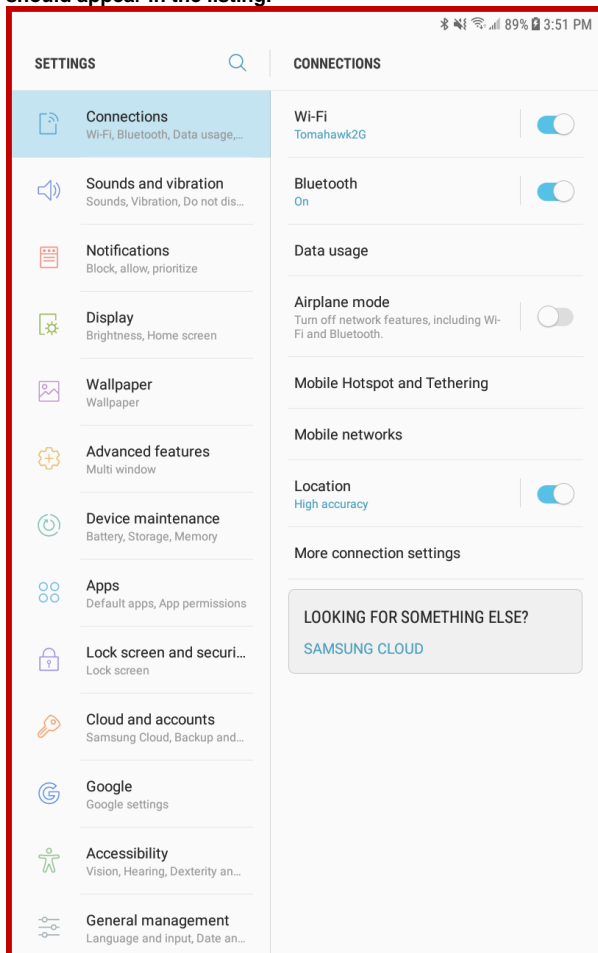 should appear in the listing.
89% 3:51 PM
SETTINGS
CONNECTIONS
Connections
Wi-Fi, Bluetooth, Data usage,...
Sounds and vibration
Sounds, Vibration, Do not dis...
Notifications
Block, allow, prioritize
Display
Brightness, Home screen
Wallpaper
Wallpaper
Advanced features
Multi window
Device maintenance
Battery, Storage, Memory
Apps
Default apps, App permissions
Lock screen and securi...
Lock screen
Cloud and accounts
Samsung Cloud, Backup and...
Google
Google settings
Accessibility
Vision, Hearing, Dexterity an...
General management
Language and input, Date an...
Wi-Fi
Tomahawk2G
Bluetooth
On
Data usage
Airplane mode
Turn off network features, including Wi-
Fi and Bluetooth.
Mobile Hotspot and Tethering
Mobile networks
Location
High accuracy
More connection settings
LOOKING FOR SOMETHING ELSE?
SAMSUNG CLOUD